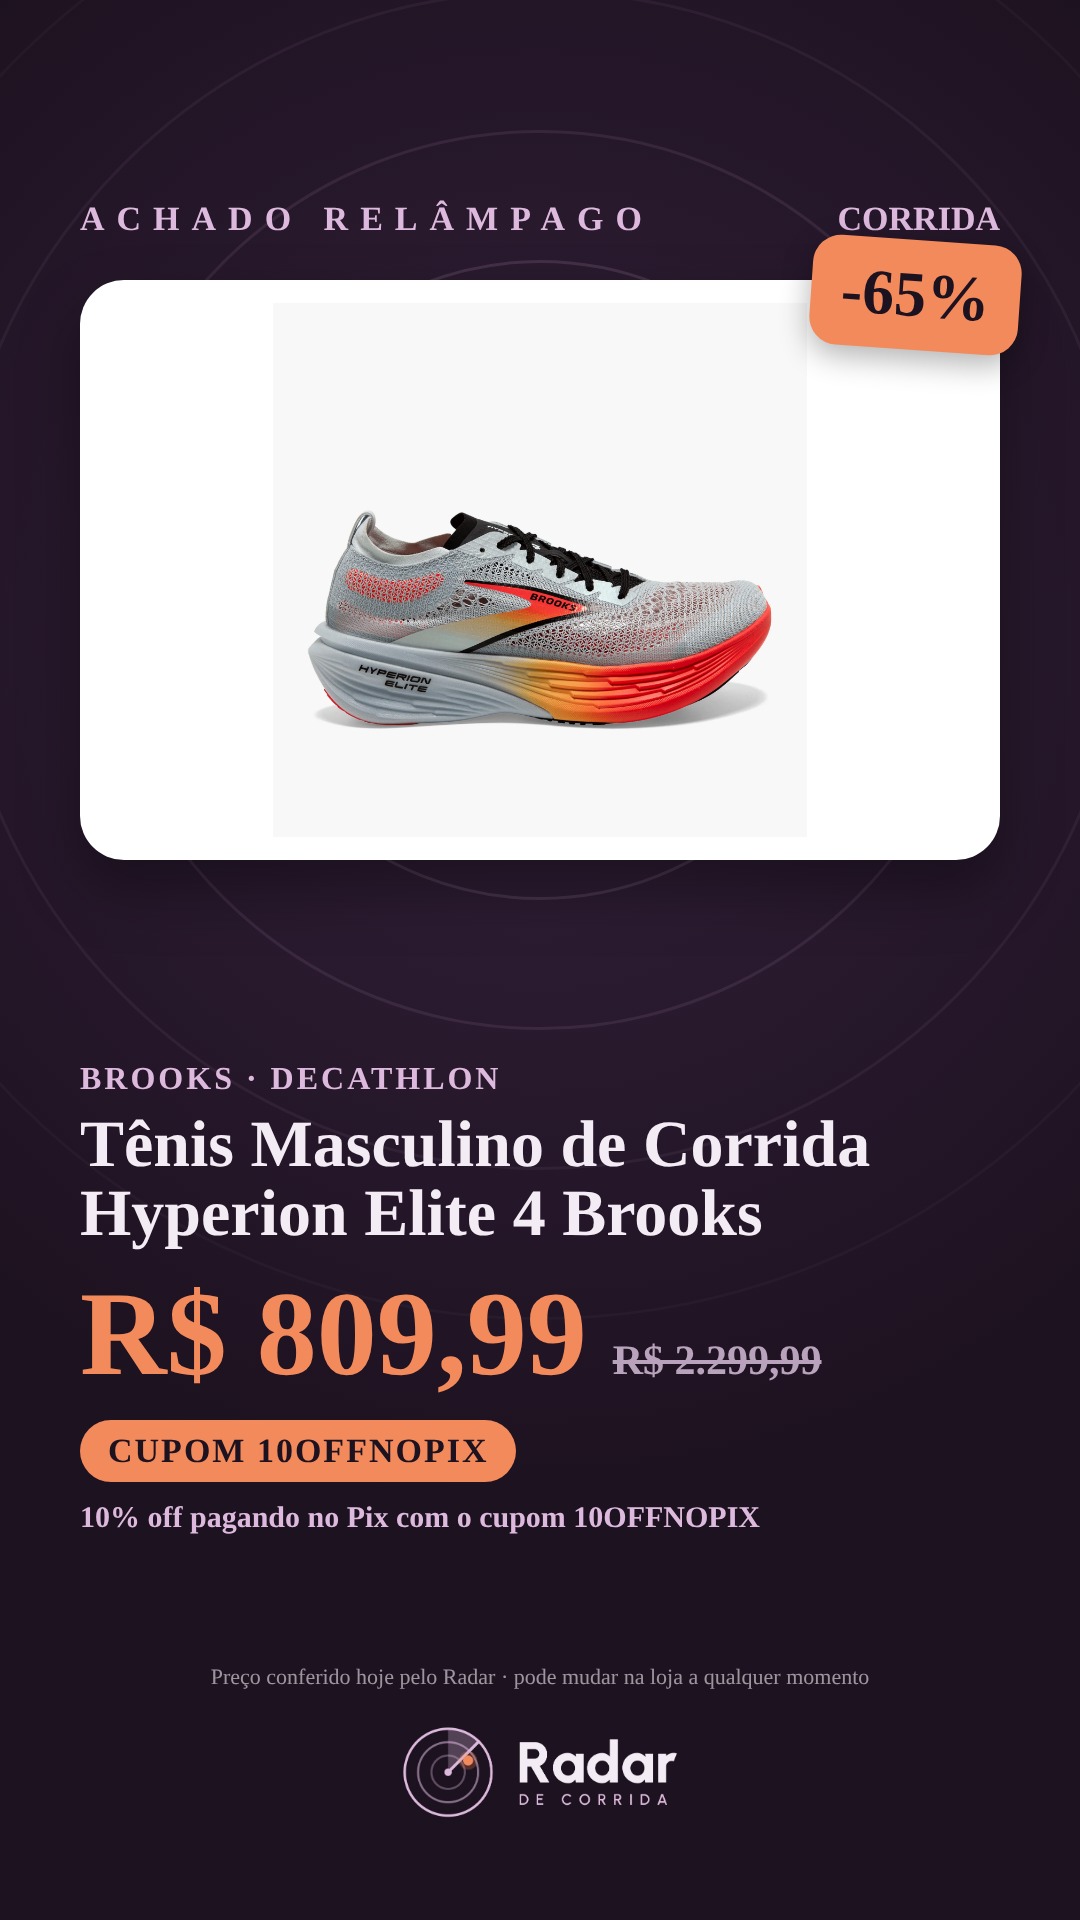 ACHADO RELÂMPAGO
CORRIDA
-65%
BROOKS
HYPERION
ELITE
BROOKS · DECATHLON
Tênis Masculino de Corrida
Hyperion Elite 4 Brooks
R$ 809,99 R$ 2.299,99
CUPOM 10OFFNOPIX
10% off pagando no Pix com o cupom 10OFFNOPIX
Preço conferido hoje pelo Radar · pode mudar na loja a qualquer momento
Radar
DE CORRIDA